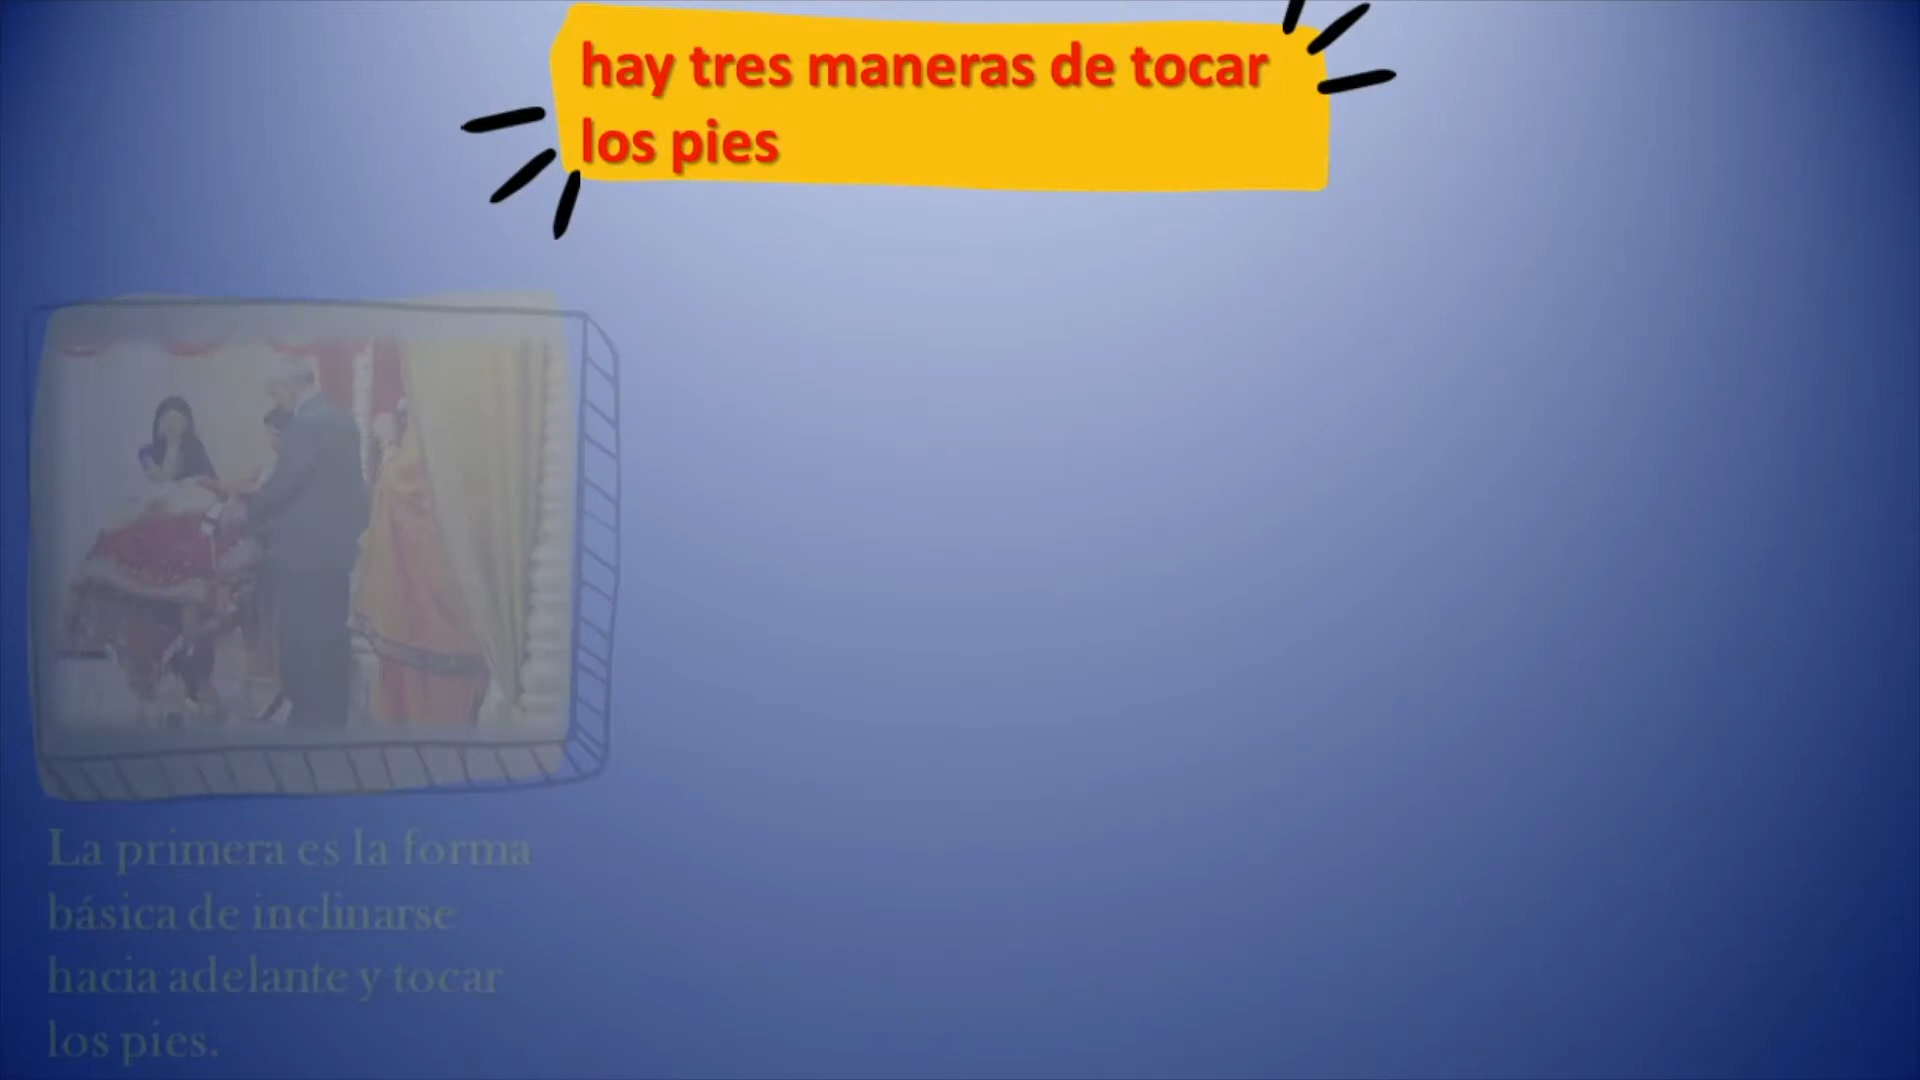 hay tres maneras de tocar
los pies
La primera es la forma
básica de inclinarse
hacia adelante y tocar
los pies.